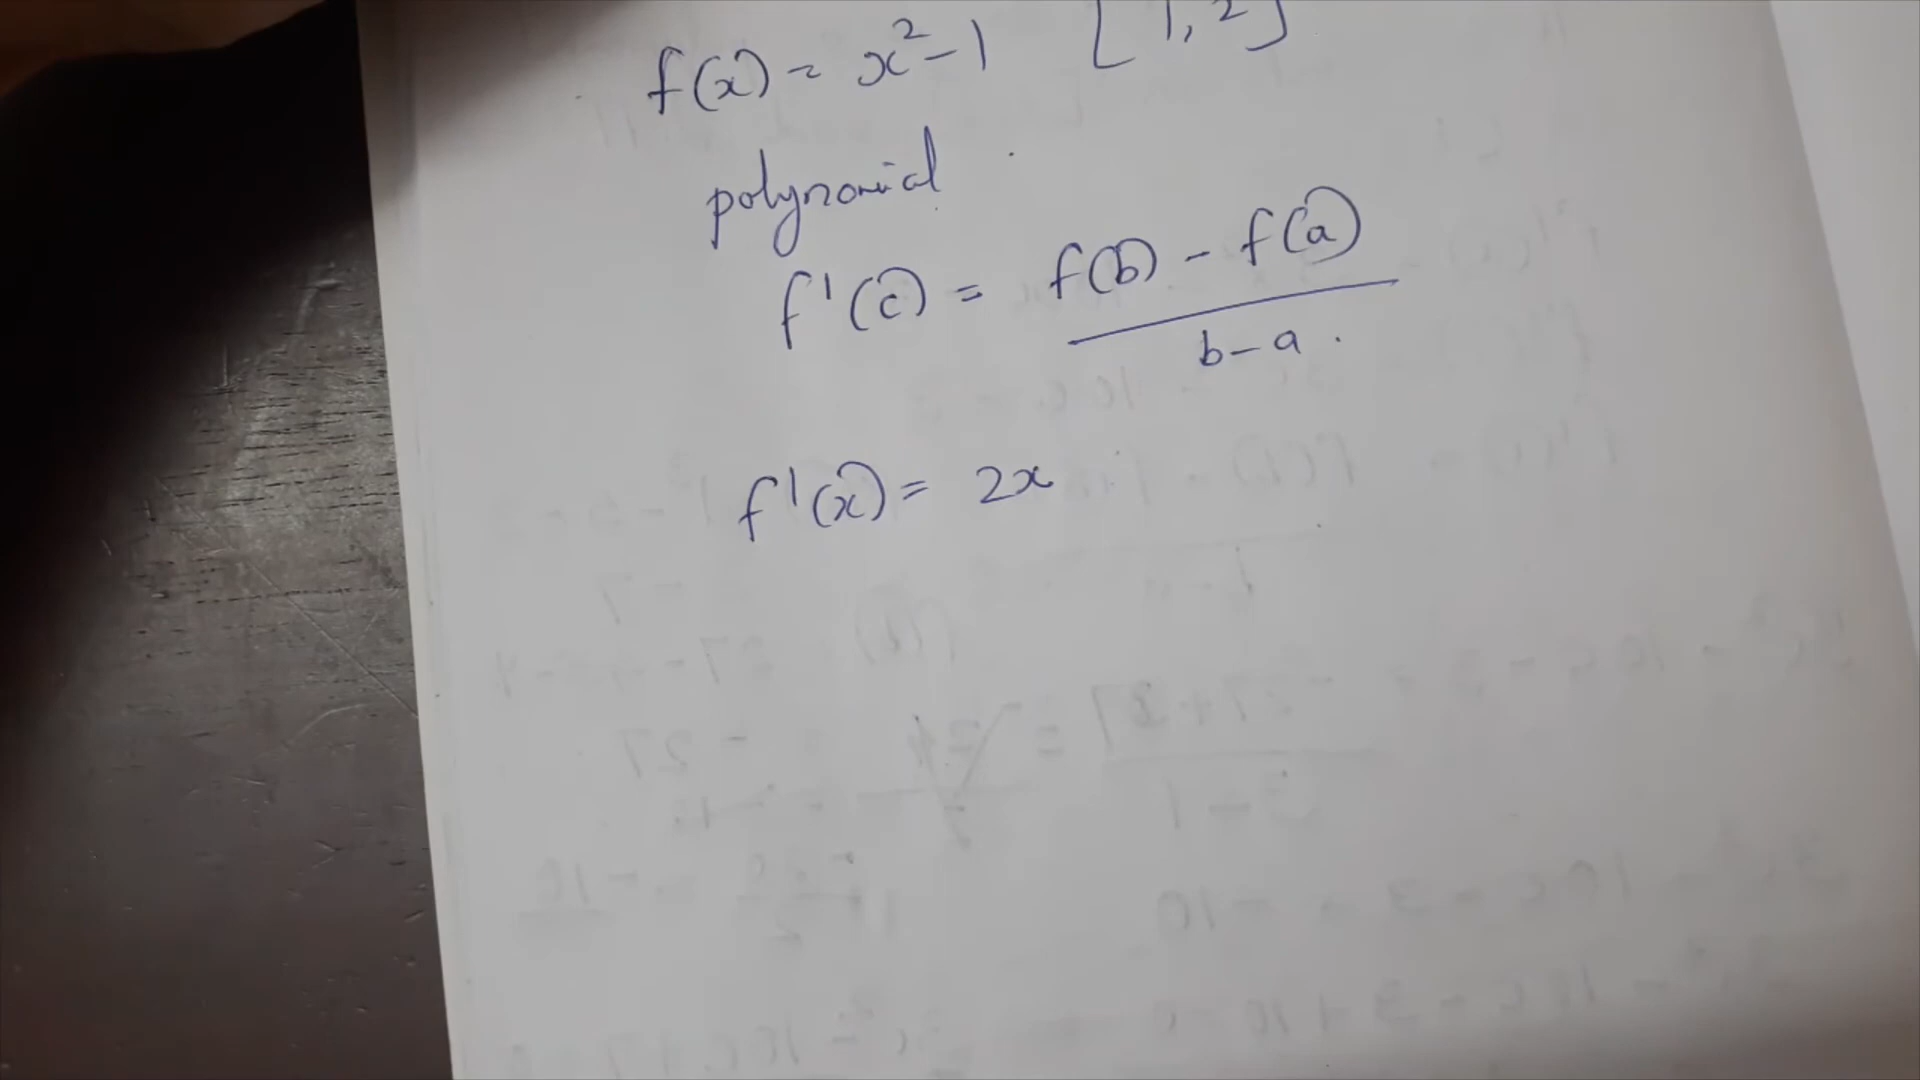 f(x) = x² - 1 [1, 2]
polynomial
f'(c) = f(b) - f(a)
b - a .
f'(x) = 2x